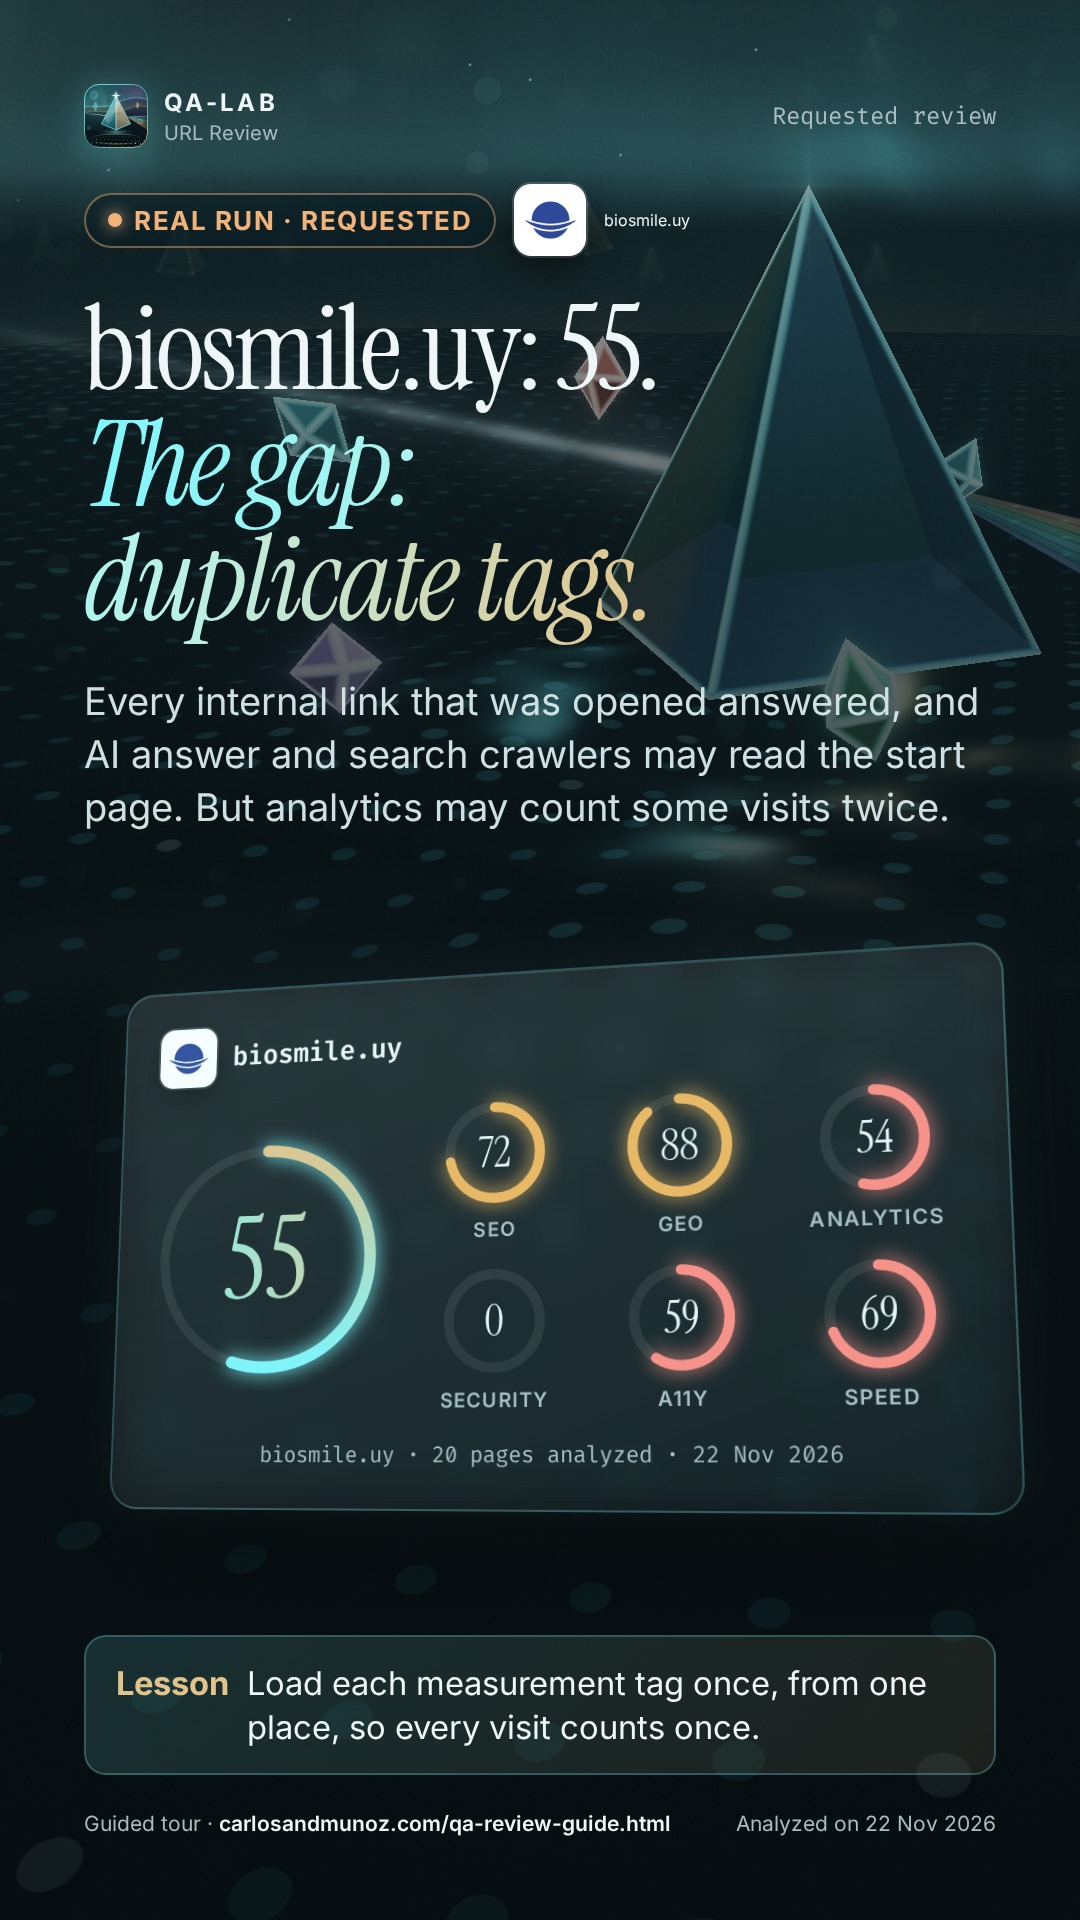 QA-LAB
URL Review
Requested review
REAL RUN · REQUESTED
biosmile.uy
biosmile.uy: 55.
The gap:
duplicate tags.
Every internal link that was opened answered, and
AI answer and search crawlers may read the start
page. But analytics may count some visits twice.
biosmile.uy
55
72
SEO
88
GEO
54
ANALYTICS
0
SECURITY
59
A11Y
69
SPEED
biosmile.uy · 20 pages analyzed · 22 Nov 2026
Lesson Load each measurement tag once, from one
place, so every visit counts once.
Guided tour · carlosandmunoz.com/qa-review-guide.html
Analyzed on 22 Nov 2026